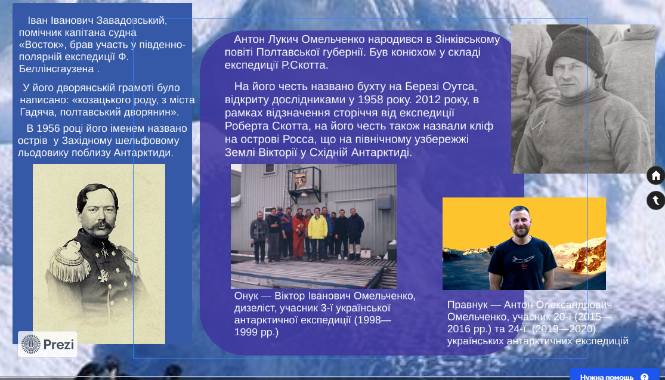 Іван Іванович Завадовський,
помічник капітана судна
«Восток», брав участь у південно-
полярній експедиції Ф.
Беллінсгаузена .
У його дворянській грамоті було
написано: «козацького роду, з міста
Гадяча, полтавський дворянин».
В 1956 році його іменем названо
острів у Західному шельфовому
льодовику поблизу Антарктиди.
Prezi
Антон Лукич Омельченко народився в Зінківському
повіті Полтавської губернії. Був конюхом у складі
експедиції Р.Скотта.
На його честь названо бухту на Березі Оутса,
відкриту дослідниками у 1958 року. 2012 року, в
рамках відзначення сторіччя від експедиції
Роберта Скотта, на його честь також назвали кліф
на острові Росса, що на північному узбережжі
Землі Вікторії у Східній Антарктиді.
Онук — Віктор Іванович Омельченко,
дизеліст, учасник 3-ї української
антарктичної експедиції (1998—
1999 рр.)
Правнук — Антон Олександрович
Омельченко, учасник 20-ї (2015—
2016 рр.) та 24-ї (2019—2020)
українських антарктичних експедицій
Нужна помощь ?